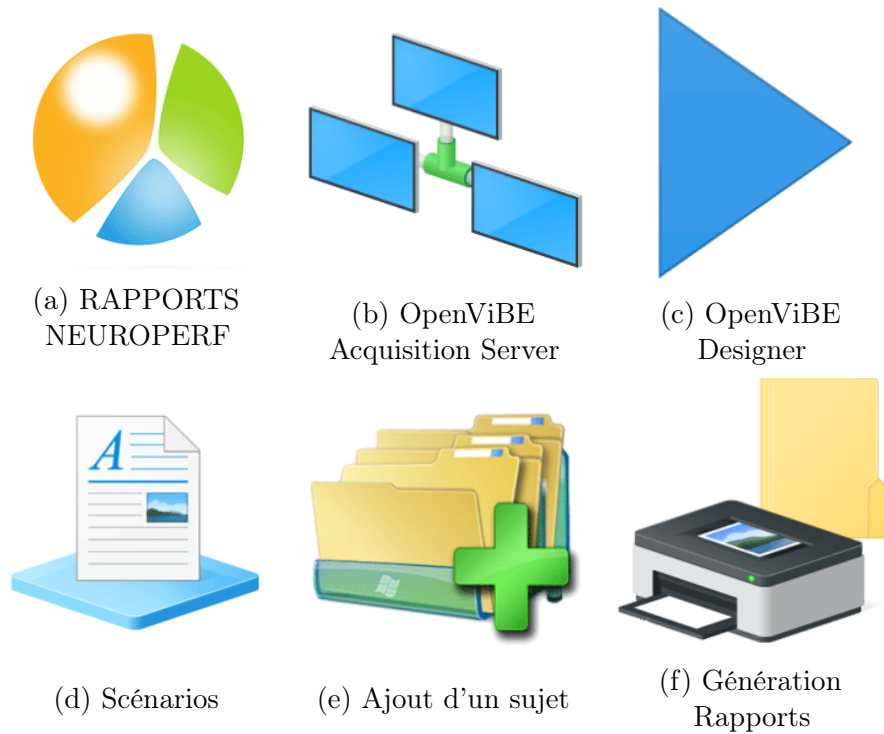 (a) RAPPORTS
NEUROPERF
(b) OpenViBE
Acquisition Server
(c) OpenViBE
Designer
A
(d) Scénarios
(e) Ajout d'un sujet
(f) Génération
Rapports